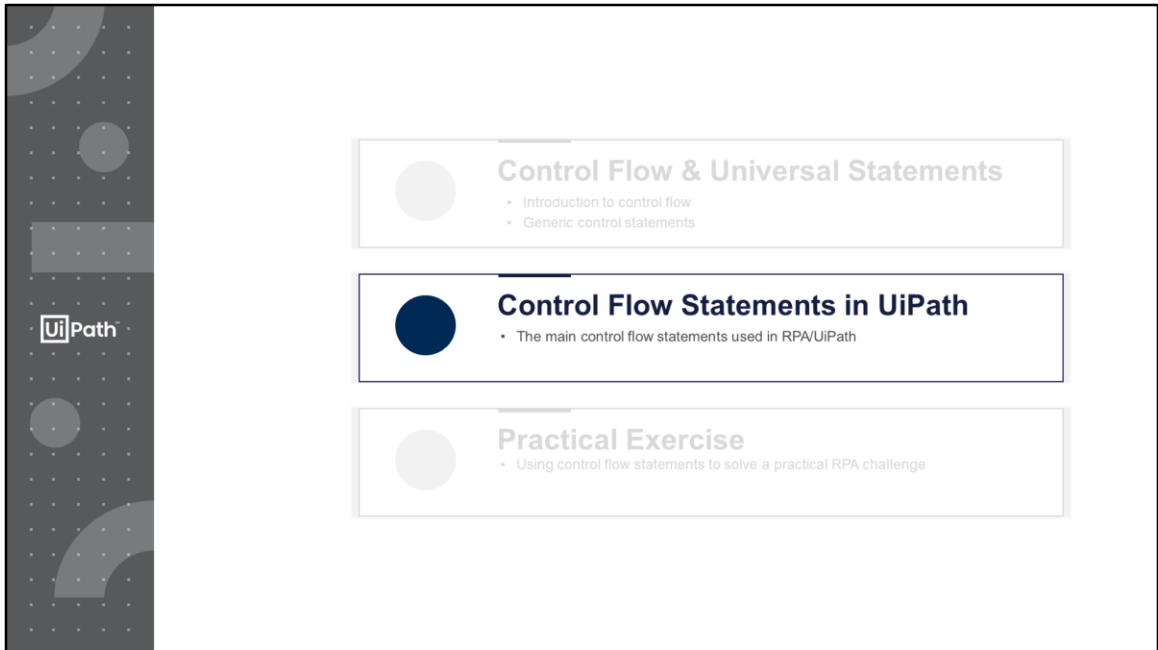 Control Flow & Universal Statements
• Introduction to control flow
• Generic control statements
Control Flow Statements in UiPath
• The main control flow statements used in RPA/UiPath
UiPath™
Practical Exercise
• Using control flow statements to solve a practical RPA challenge